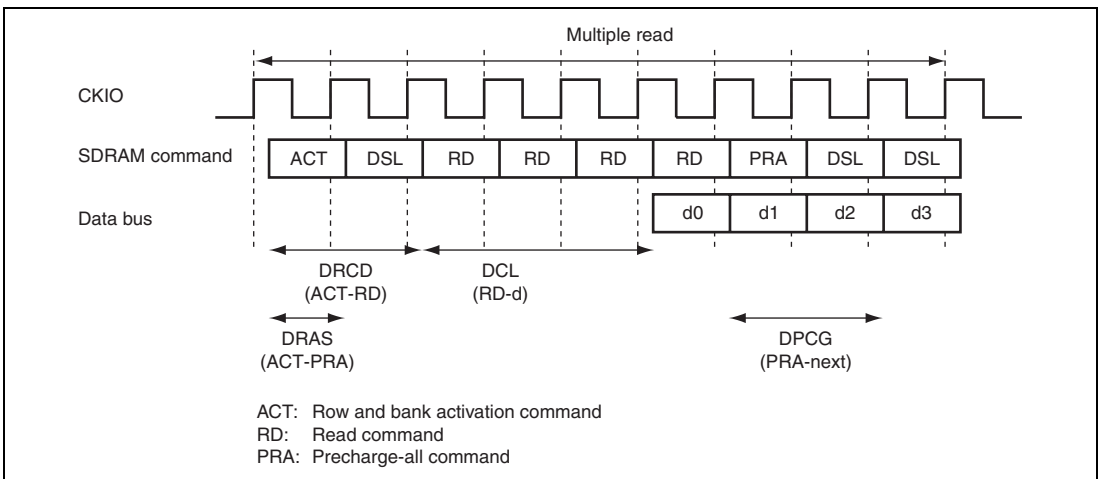 Multiple read
CKIO
SDRAM command ACT DSL RD RD RD RD PRA DSL DSL
Data bus d0 d1 d2 d3
DRCD DCL
(ACT-RD) (RD-d)
DRAS DPCG
(ACT-PRA) (PRA-next)
ACT: Row and bank activation command
RD: Read command
PRA: Precharge-all command